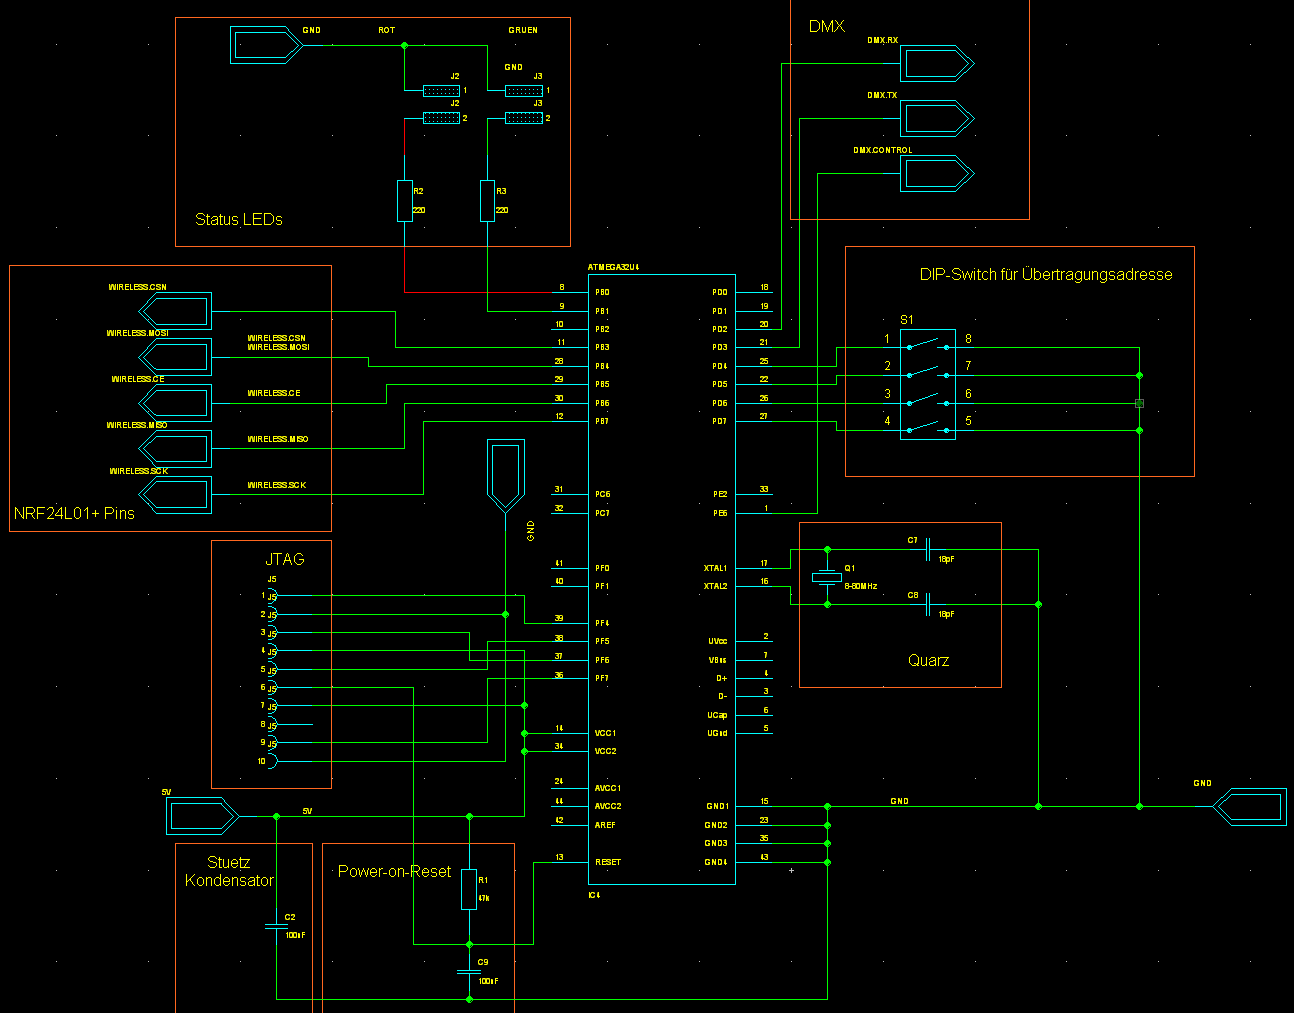 GND
ROT
GRUEN
GND
J2
1
J3
1
J2
2
J3
2
R2
220
R3
220
Status LEDs
DMX
DMX.RX
DMX.TX
DMX.CONTROL
WIRELESS.CSN
WIRELESS.MOSI
WIRELESS.CSN
WIRELESS.MOSI
WIRELESS.CE
WIRELESS.CE
WIRELESS.MISO
WIRELESS.MISO
WIRELESS.SCK
WIRELESS.SCK
NRF24L01+ Pins
DIP-Switch für Übertragungsadresse
S1
1 8
2 7
3 6
4 5
ATMEGA32U4
8 PB0 PD0 18
9 PB1 PD1 19
10 PB2 PD2 20
11 PB3 PD3 21
28 PB4 PD4 25
29 PB5 PD5 22
30 PB6 PD6 26
12 PB7 PD7 27
31 PC6 PE2 33
32 PC7 PE6 1
41 PF0 XTAL1 17
40 PF1 XTAL2 16
39 PF4
38 PF5 UVcc 2
37 PF6 VBus 7
36 PF7 D+ 4
D- 3
UCap 6
14 VCC1 UGnd 5
34 VCC2
24 AVCC1
44 AVCC2 GND1 15
42 AREF GND2 23
GND3 35
13 RESET GND4 43
IC4
GND
JTAG
J5
1 J5
2 J5
3 J5
4 J5
5 J5
6 J5
7 J5
8 J5
9 J5
10
C7
18pF
Q1
8-80MHz
C8
18pF
Quarz
GND
GND
5V
5V
Stuetz
Kondensator
C2
100nF
Power-on-Reset
R1
47k
C9
100nF